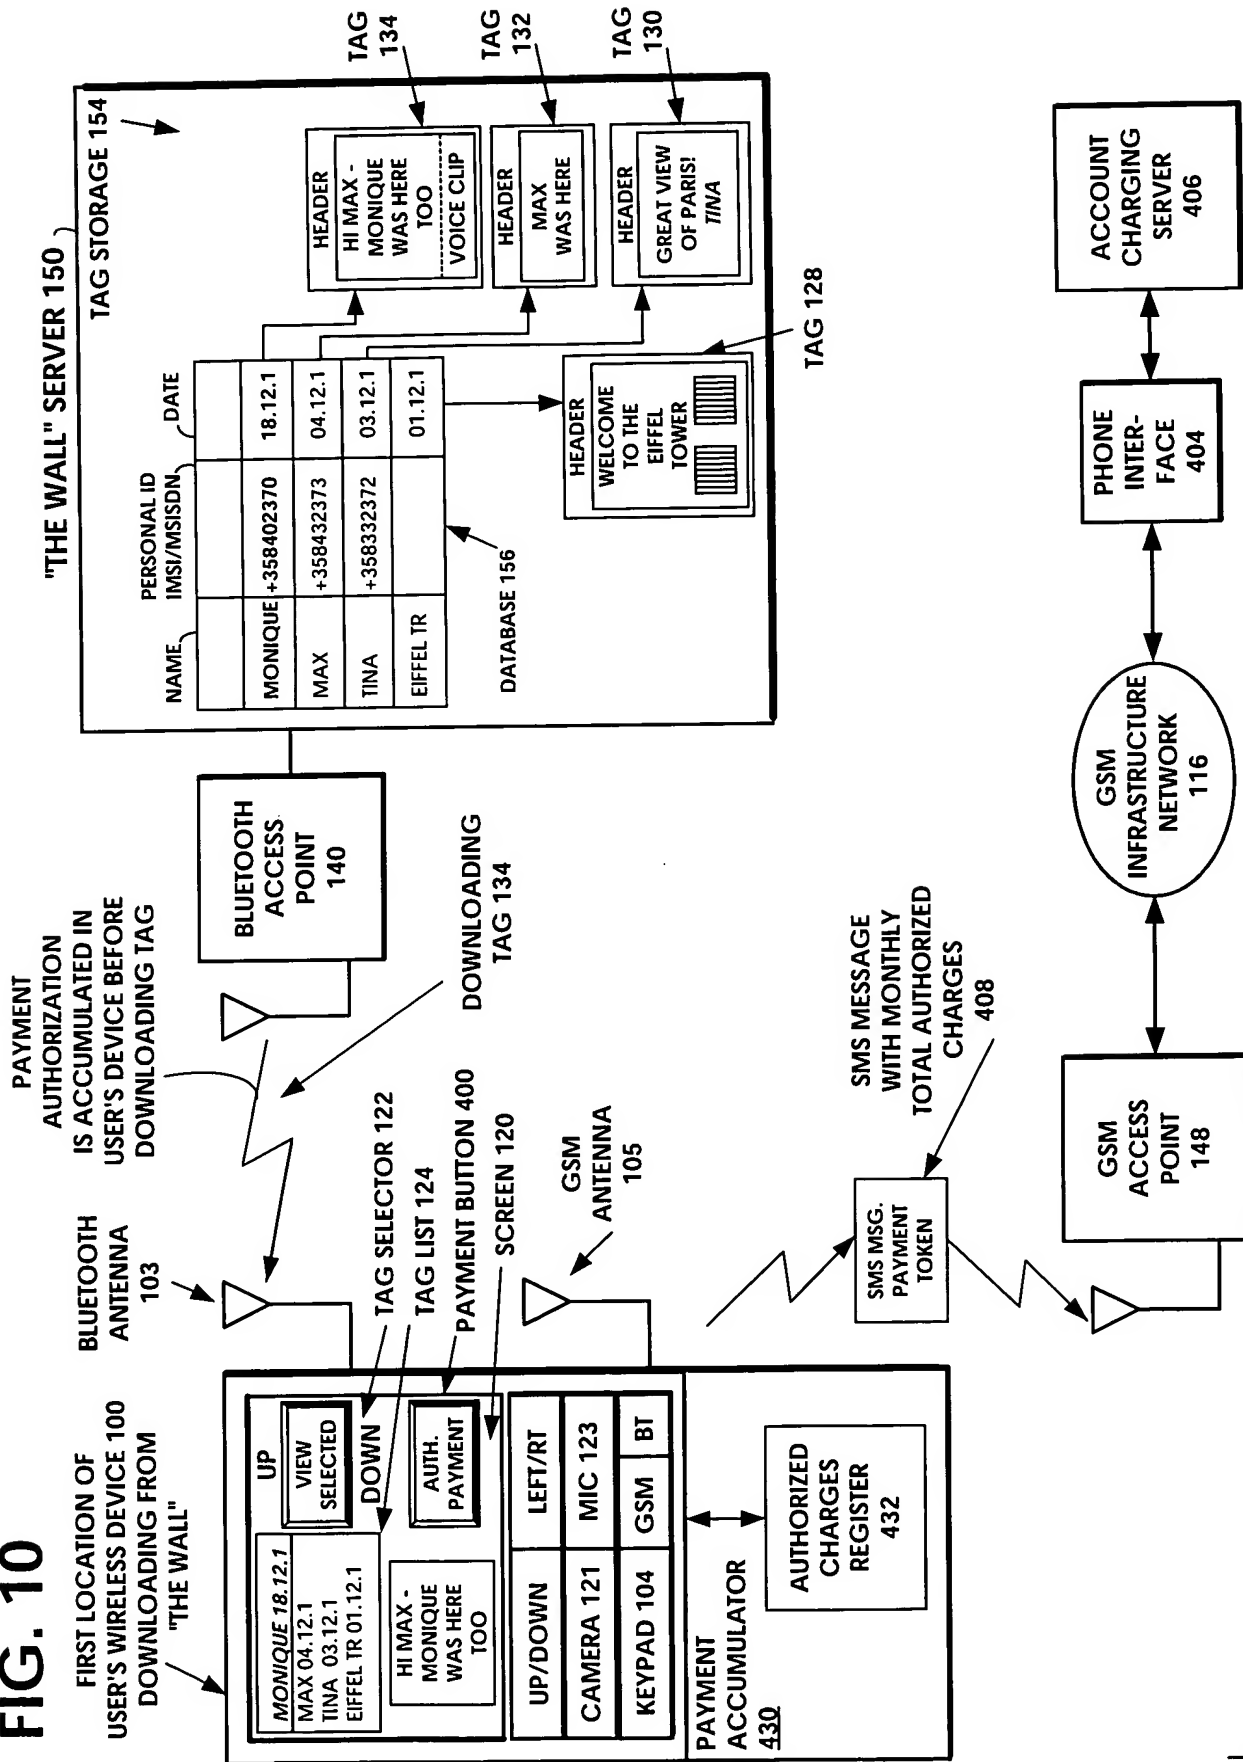 FIG. 10
FIRST LOCATION OF
USER'S WIRELESS DEVICE 100
DOWNLOADING FROM
"THE WALL"
BLUETOOTH
ANTENNA
103
PAYMENT
AUTHORIZATION
IS ACCUMULATED IN
USER'S DEVICE BEFORE
DOWNLOADING TAG
"THE WALL" SERVER 150
TAG STORAGE 154
NAME
PERSONAL ID
IMSI/MSISDN
DATE
MONIQUE +358402370 18.12.1
MAX +358432373 04.12.1
TINA +358332372 03.12.1
EIFFEL TR 01.12.1
DATABASE 156
HEADER
HI MAX -
MONIQUE
WAS HERE
TOO
VOICE CLIP
TAG
134
HEADER
MAX
WAS HERE
TAG
132
HEADER
GREAT VIEW
OF PARIS!
TINA
TAG
130
HEADER
WELCOME
TO THE
EIFFEL
TOWER
TAG 128
BLUETOOTH
ACCESS
POINT
140
DOWNLOADING
TAG 134
MONIQUE 18.12.1
MAX 04.12.1
TINA 03.12.1
EIFFEL TR 01.12.1
UP
VIEW
SELECTED
DOWN
HI MAX -
MONIQUE
WAS HERE
TOO
AUTH.
PAYMENT
TAG SELECTOR 122
TAG LIST 124
PAYMENT BUTTON 400
SCREEN 120
UP/DOWN
LEFT/RT
CAMERA 121
MIC 123
KEYPAD 104
GSM
BT
GSM
ANTENNA
105
PAYMENT
ACCUMULATOR
430
AUTHORIZED
CHARGES
REGISTER
432
SMS MESSAGE
WITH MONTHLY
TOTAL AUTHORIZED
CHARGES
408
SMS MSG.
PAYMENT
TOKEN
GSM
ACCESS
POINT
148
GSM
INFRASTRUCTURE
NETWORK
116
PHONE
INTER-
FACE
404
ACCOUNT
CHARGING
SERVER
406